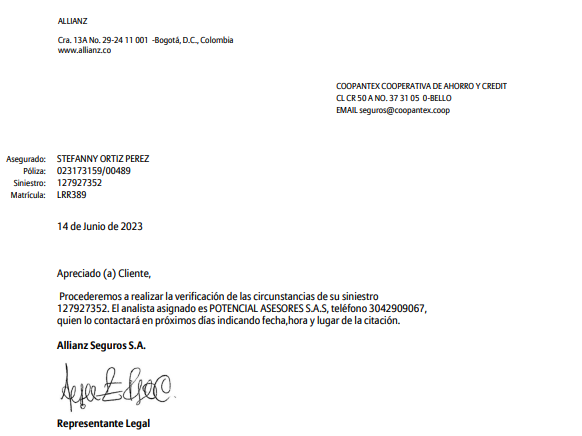 ALLIANZ
Cra. 13A No. 29-24 11 001 -Bogotá, D.C., Colombia
www.allianz.co
COOPANTEX COOPERATIVA DE AHORRO Y CREDIT
CL CR 50 A NO. 37 31 05 0-BELLO
EMAIL seguros@coopantex.coop
Asegurado: STEFANNY ORTIZ PEREZ
Póliza: 023173159/00489
Siniestro: 127927352
Matrícula: LRR389
14 de Junio de 2023
Apreciado (a) Cliente,
Procederemos a realizar la verificación de las circunstancias de su siniestro
127927352. El analista asignado es POTENCIAL ASESORES S.A.S, teléfono 3042909067,
quien lo contactará en próximos días indicando fecha,hora y lugar de la citación.
Allianz Seguros S.A.
Representante Legal